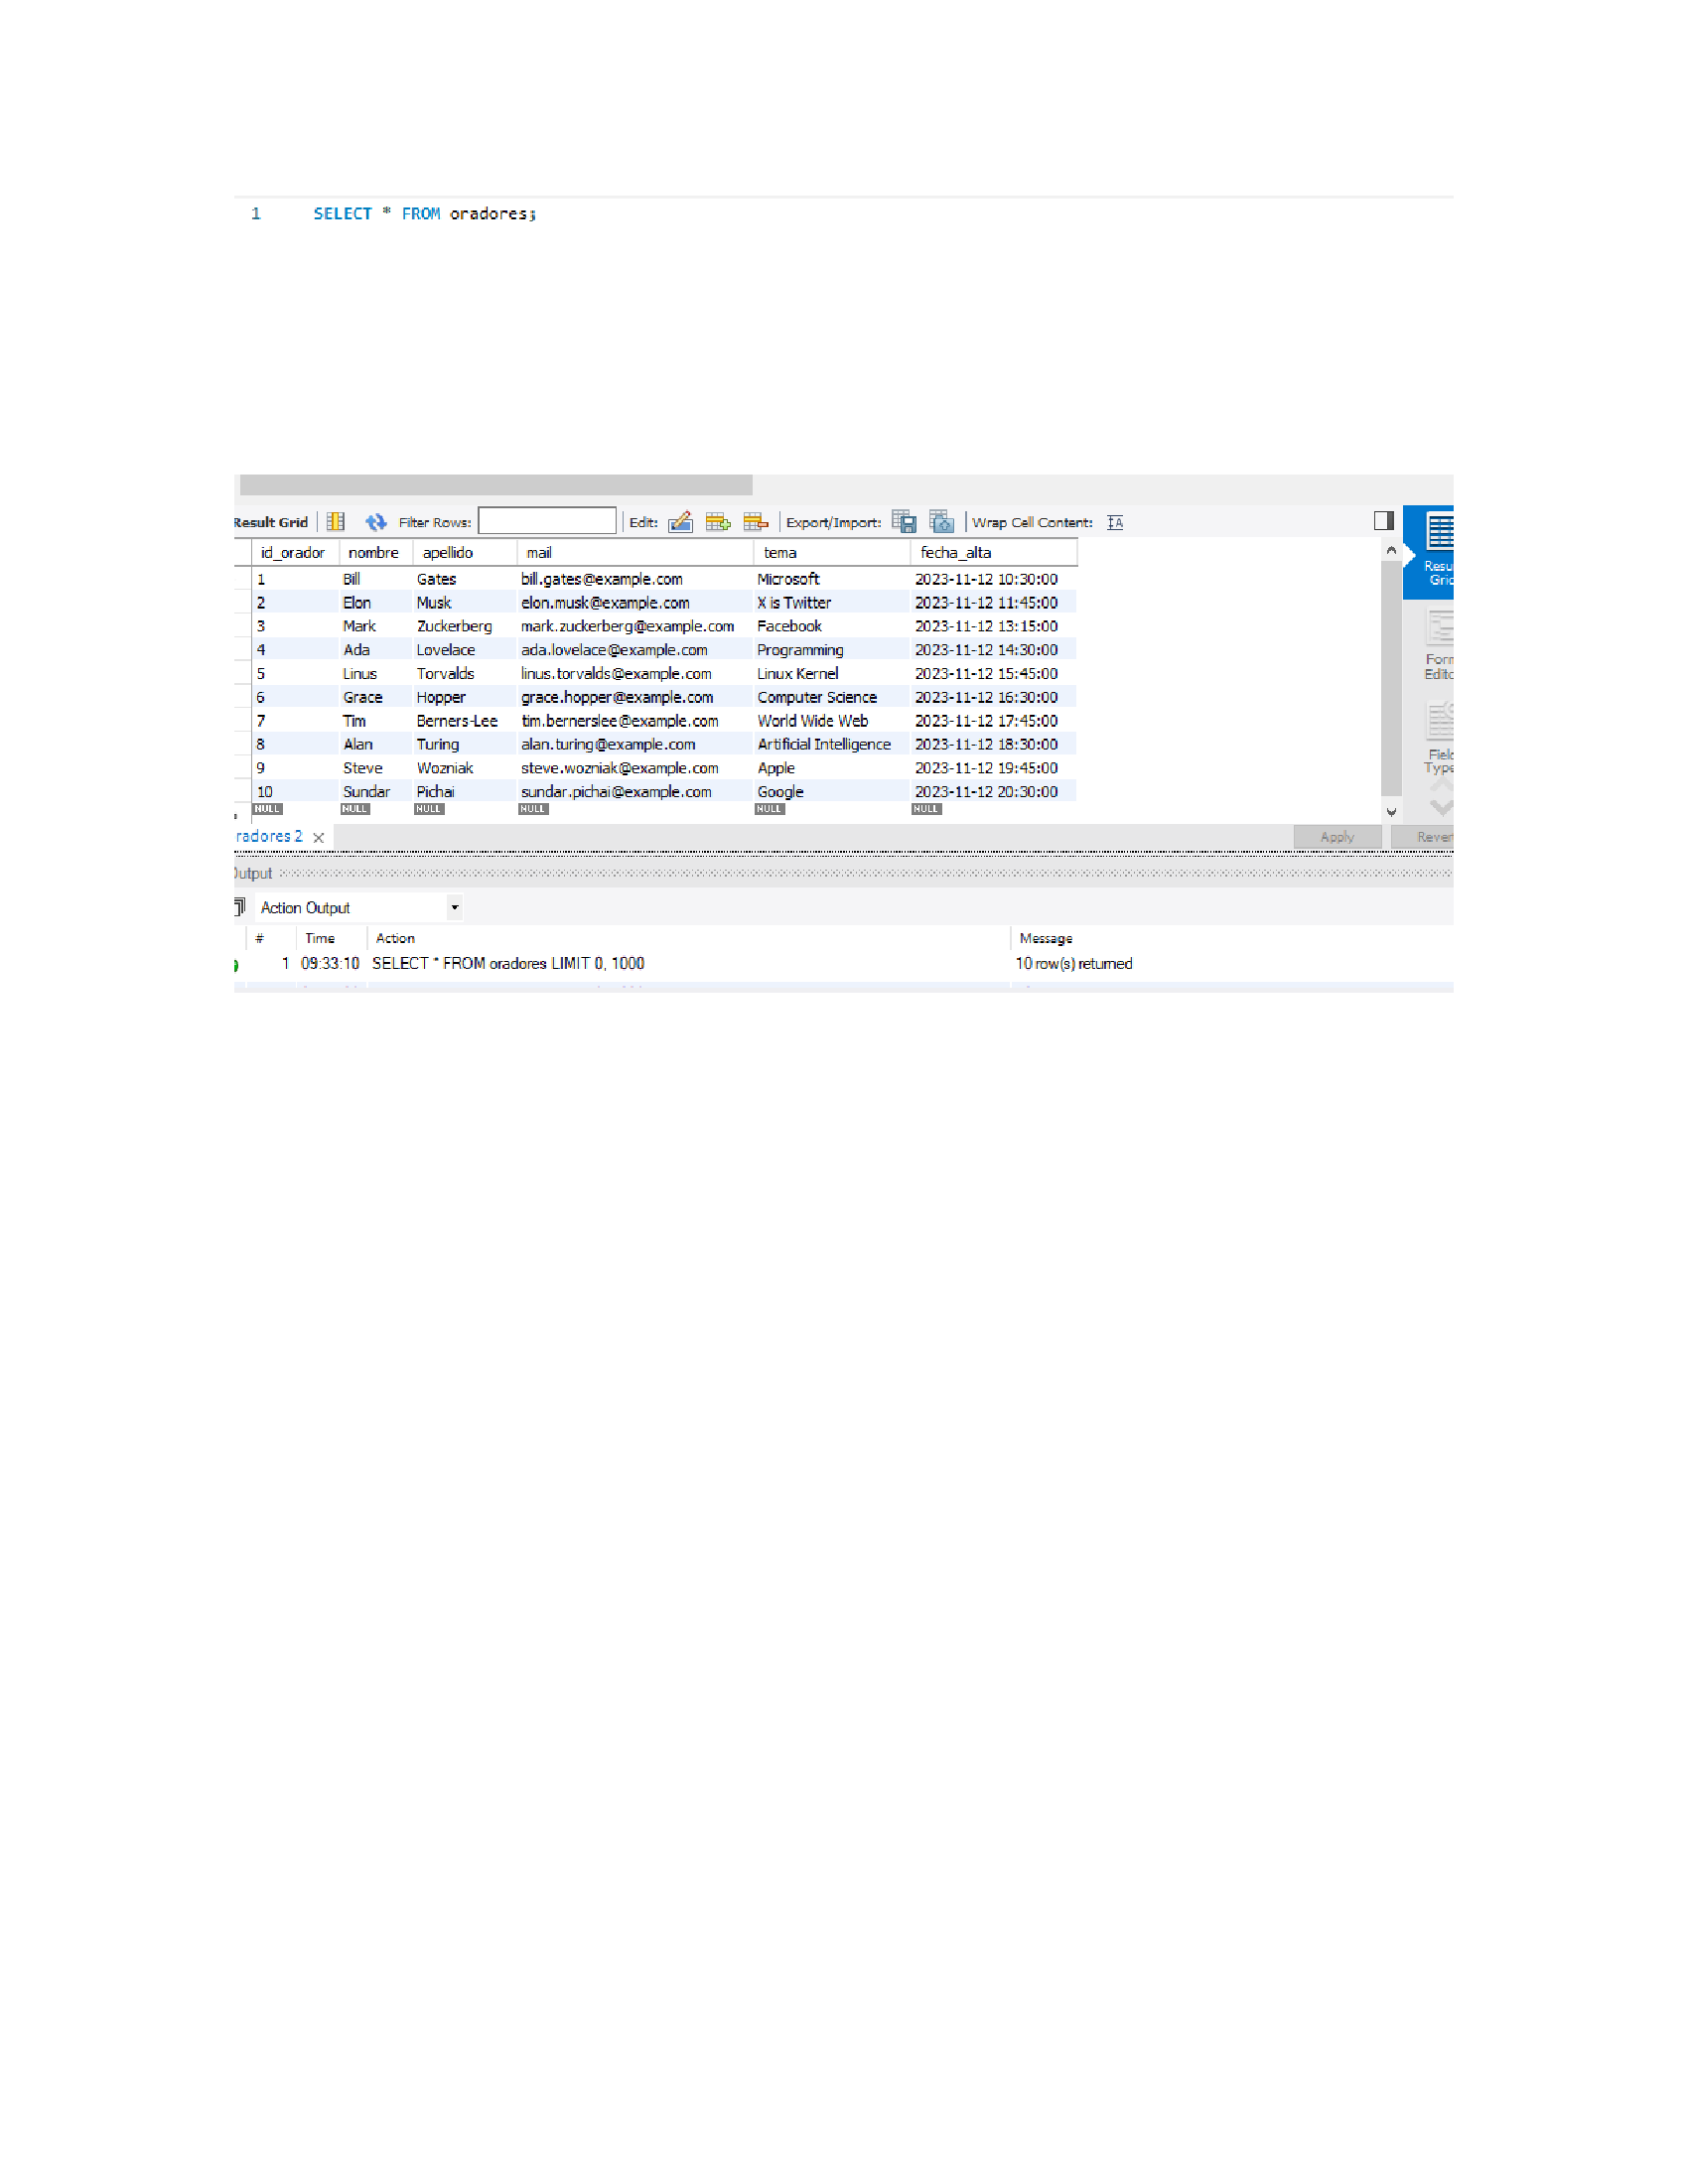 1 SELECT * FROM oradores;
Result Grid Filter Rows: Edit: Export/Import: Wrap Cell Content:
id_orador nombre apellido mail tema fecha_alta
1 Bill Gates bill.gates@example.com Microsoft 2023-11-12 10:30:00
2 Elon Musk elon.musk@example.com X is Twitter 2023-11-12 11:45:00
3 Mark Zuckerberg mark.zuckerberg@example.com Facebook 2023-11-12 13:15:00
4 Ada Lovelace ada.lovelace@example.com Programming 2023-11-12 14:30:00
5 Linus Torvalds linus.torvalds@example.com Linux Kernel 2023-11-12 15:45:00
6 Grace Hopper grace.hopper@example.com Computer Science 2023-11-12 16:30:00
7 Tim Berners-Lee tim.bernerslee@example.com World Wide Web 2023-11-12 17:45:00
8 Alan Turing alan.turing@example.com Artificial Intelligence 2023-11-12 18:30:00
9 Steve Wozniak steve.wozniak@example.com Apple 2023-11-12 19:45:00
10 Sundar Pichai sundar.pichai@example.com Google 2023-11-12 20:30:00
NULL NULL NULL NULL NULL NULL
Resu
Grid
Form
Edito
Field
Type
radores 2 Apply Rever
Output
Action Output
# Time Action Message
1 09:33:10 SELECT * FROM oradores LIMIT 0, 1000 10 row(s) returned